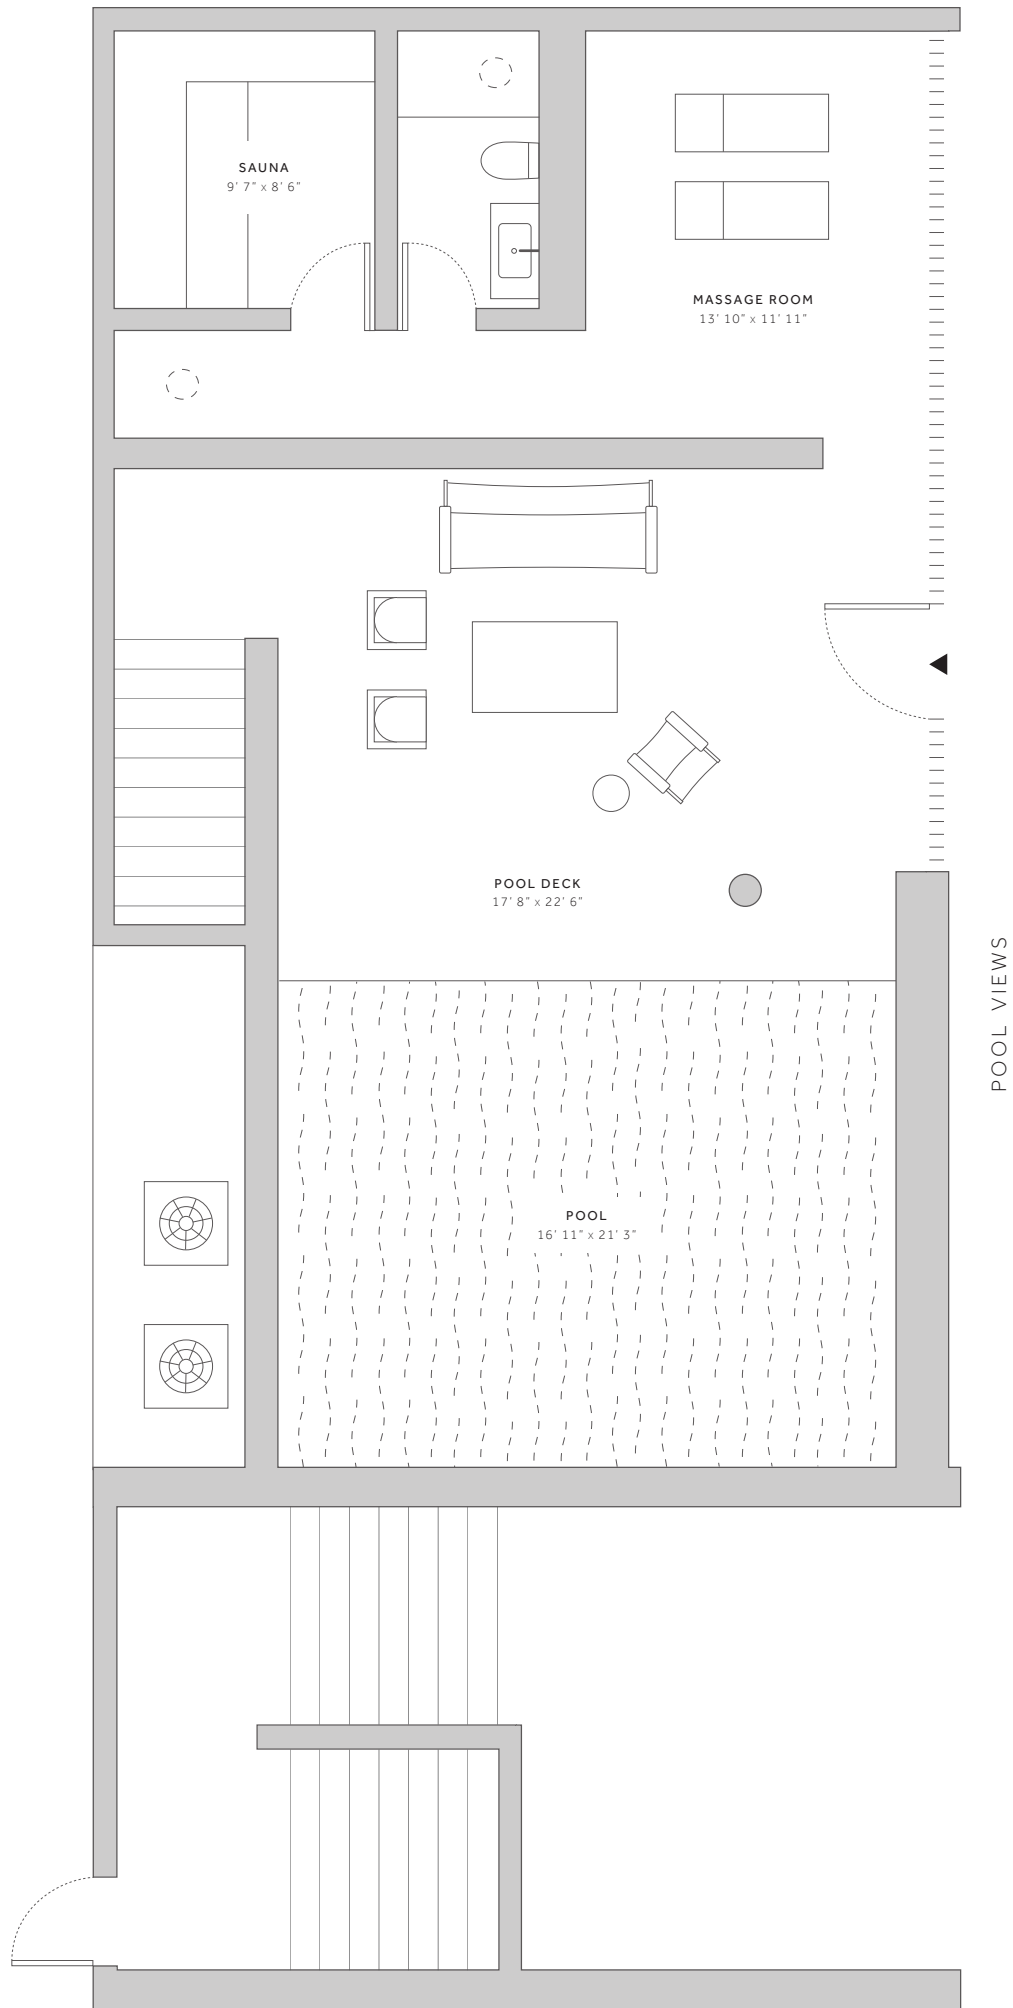 SAUNA
9’ 7” x 8’ 6”
MASSAGE ROOM
13’ 10” x 11’ 11”
POOL DECK
17’ 8” x 22’ 6”
POOL VIEWS
POOL
16’ 11” x 21’ 3”